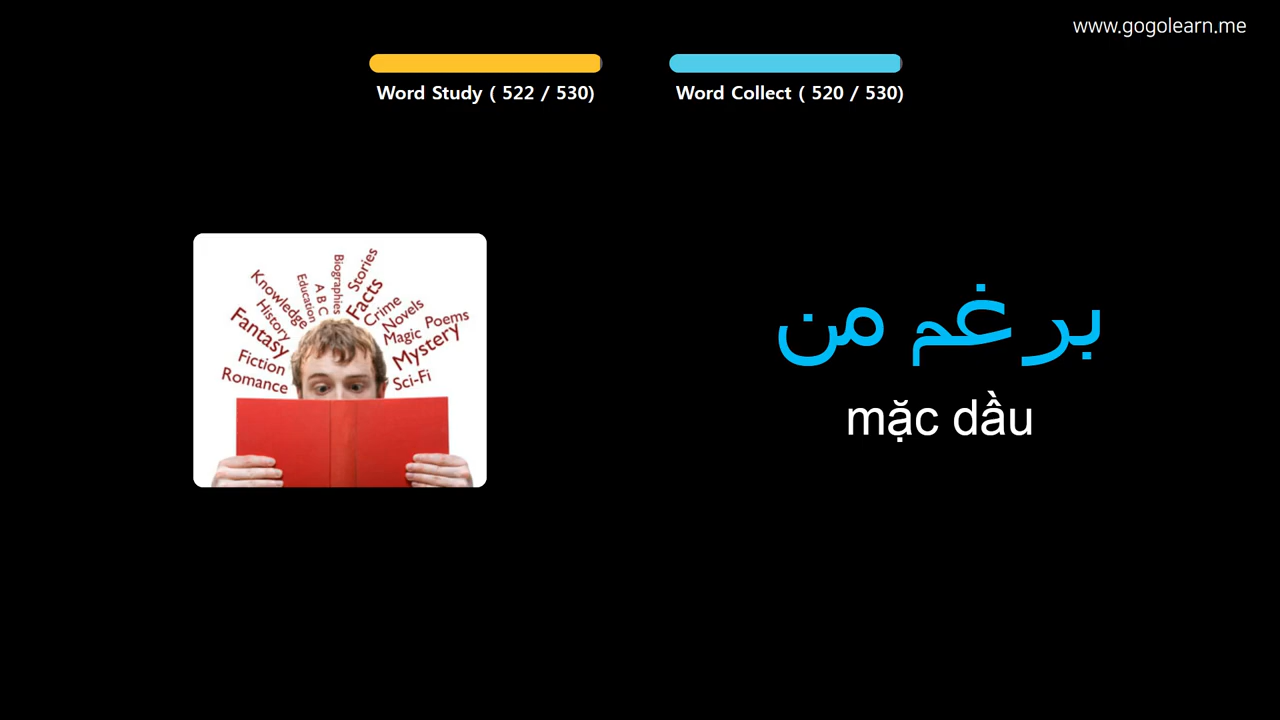 www.gogolearn.me
Word Study ( 522 / 530)
Word Collect ( 520 / 530)
Knowledge
History
Fantasy
Fiction
Romance
Education
A B C
Biographies
Stories
Facts
Crime
Novels
Magic
Poems
Mystery
Sci-Fi
برغم من
mặc dầu